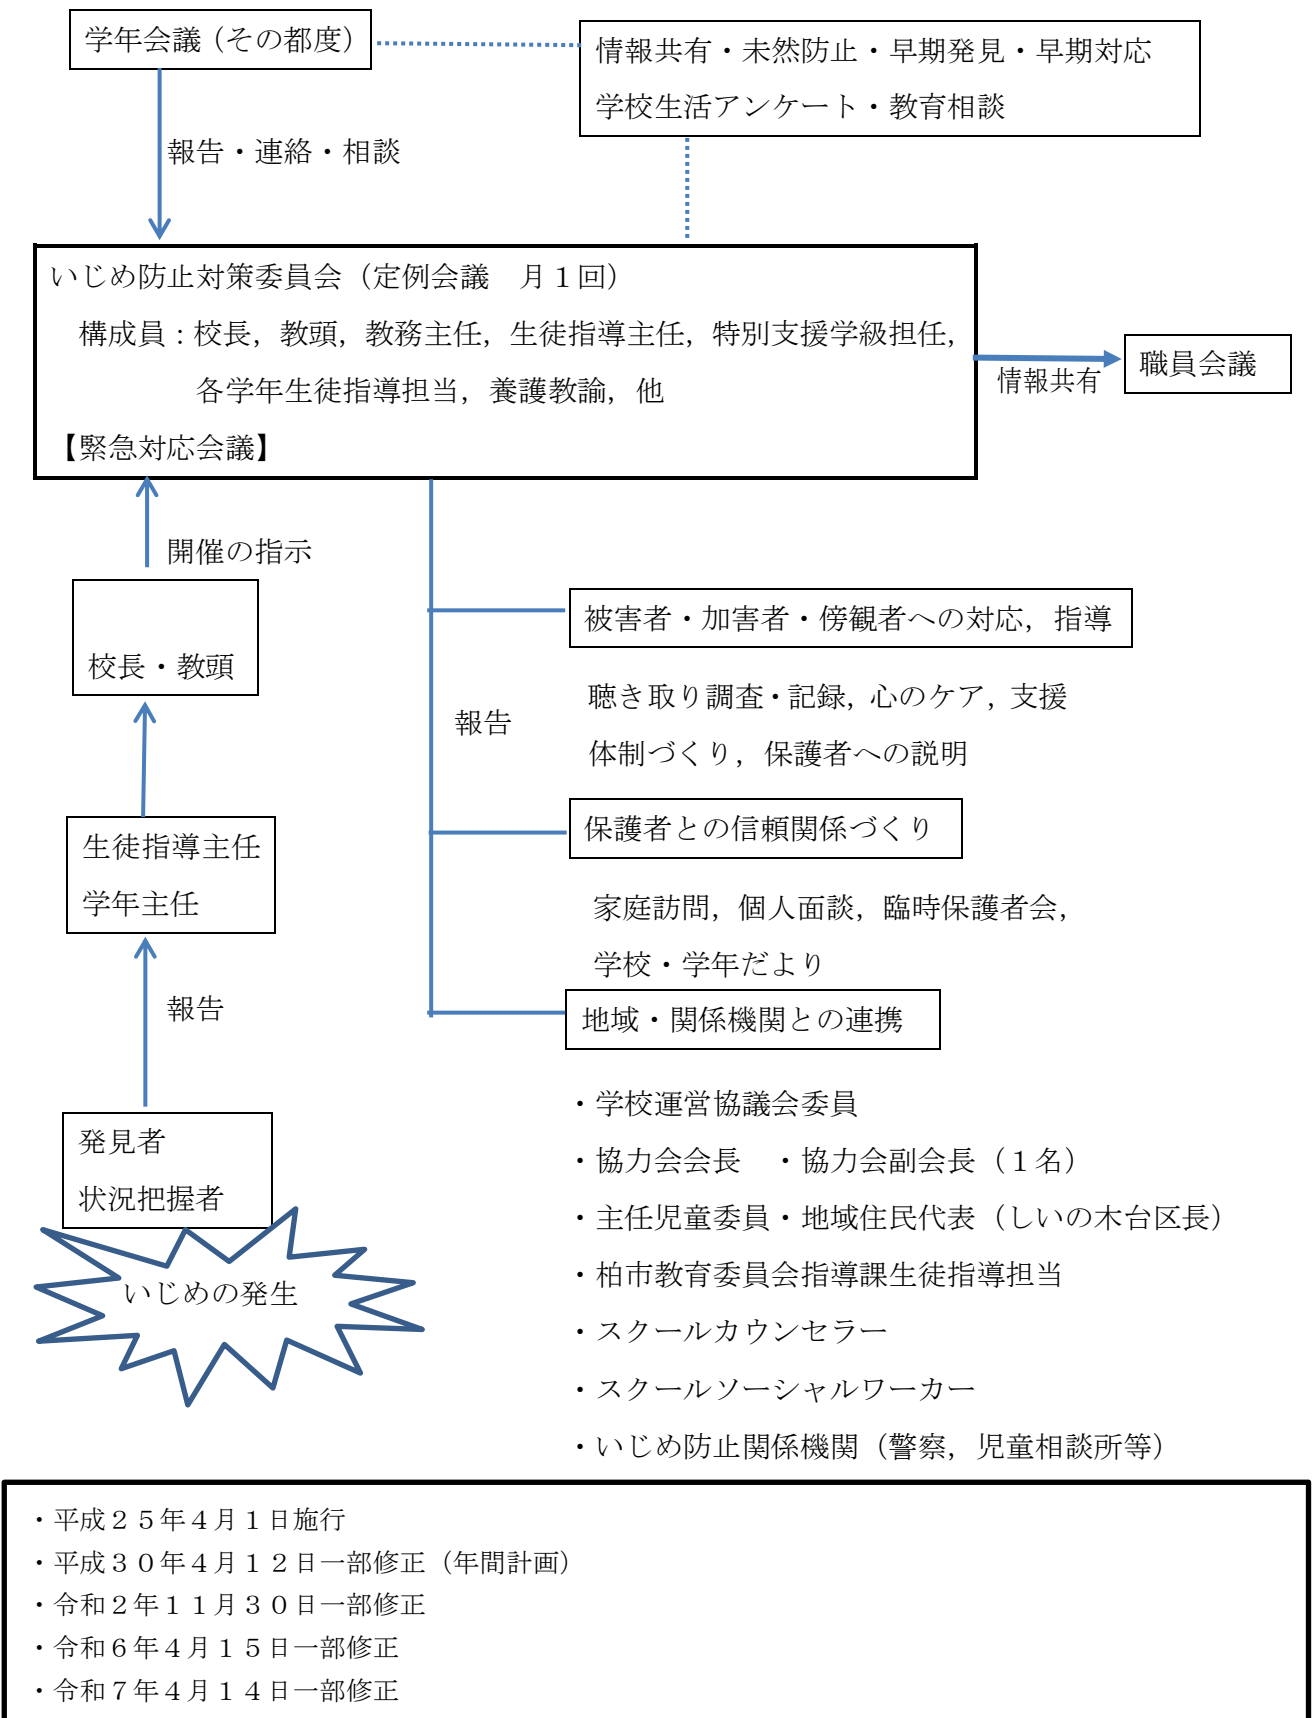 学年会議（その都度）
情報共有・未然防止・早期発見・早期対応
学校生活アンケート・教育相談
報告・連絡・相談
いじめ防止対策委員会（定例会議　月１回）
構成員：校長，教頭，教務主任，生徒指導主任，特別支援学級担任，
各学年生徒指導担当，養護教諭，他
【緊急対応会議】
情報共有
職員会議
開催の指示
校長・教頭
生徒指導主任
学年主任
報告
発見者
状況把握者
いじめの発生
報告
被害者・加害者・傍観者への対応，指導
聴き取り調査・記録，心のケア，支援
体制づくり，保護者への説明
保護者との信頼関係づくり
家庭訪問，個人面談，臨時保護者会，
学校・学年だより
地域・関係機関との連携
・学校運営協議会委員
・協力会会長　・協力会副会長（１名）
・主任児童委員・地域住民代表（しいの木台区長）
・柏市教育委員会指導課生徒指導担当
・スクールカウンセラー
・スクールソーシャルワーカー
・いじめ防止関係機関（警察，児童相談所等）
・平成２５年４月１日施行
・平成３０年４月１２日一部修正（年間計画）
・令和２年１１月３０日一部修正
・令和６年４月１５日一部修正
・令和７年４月１４日一部修正